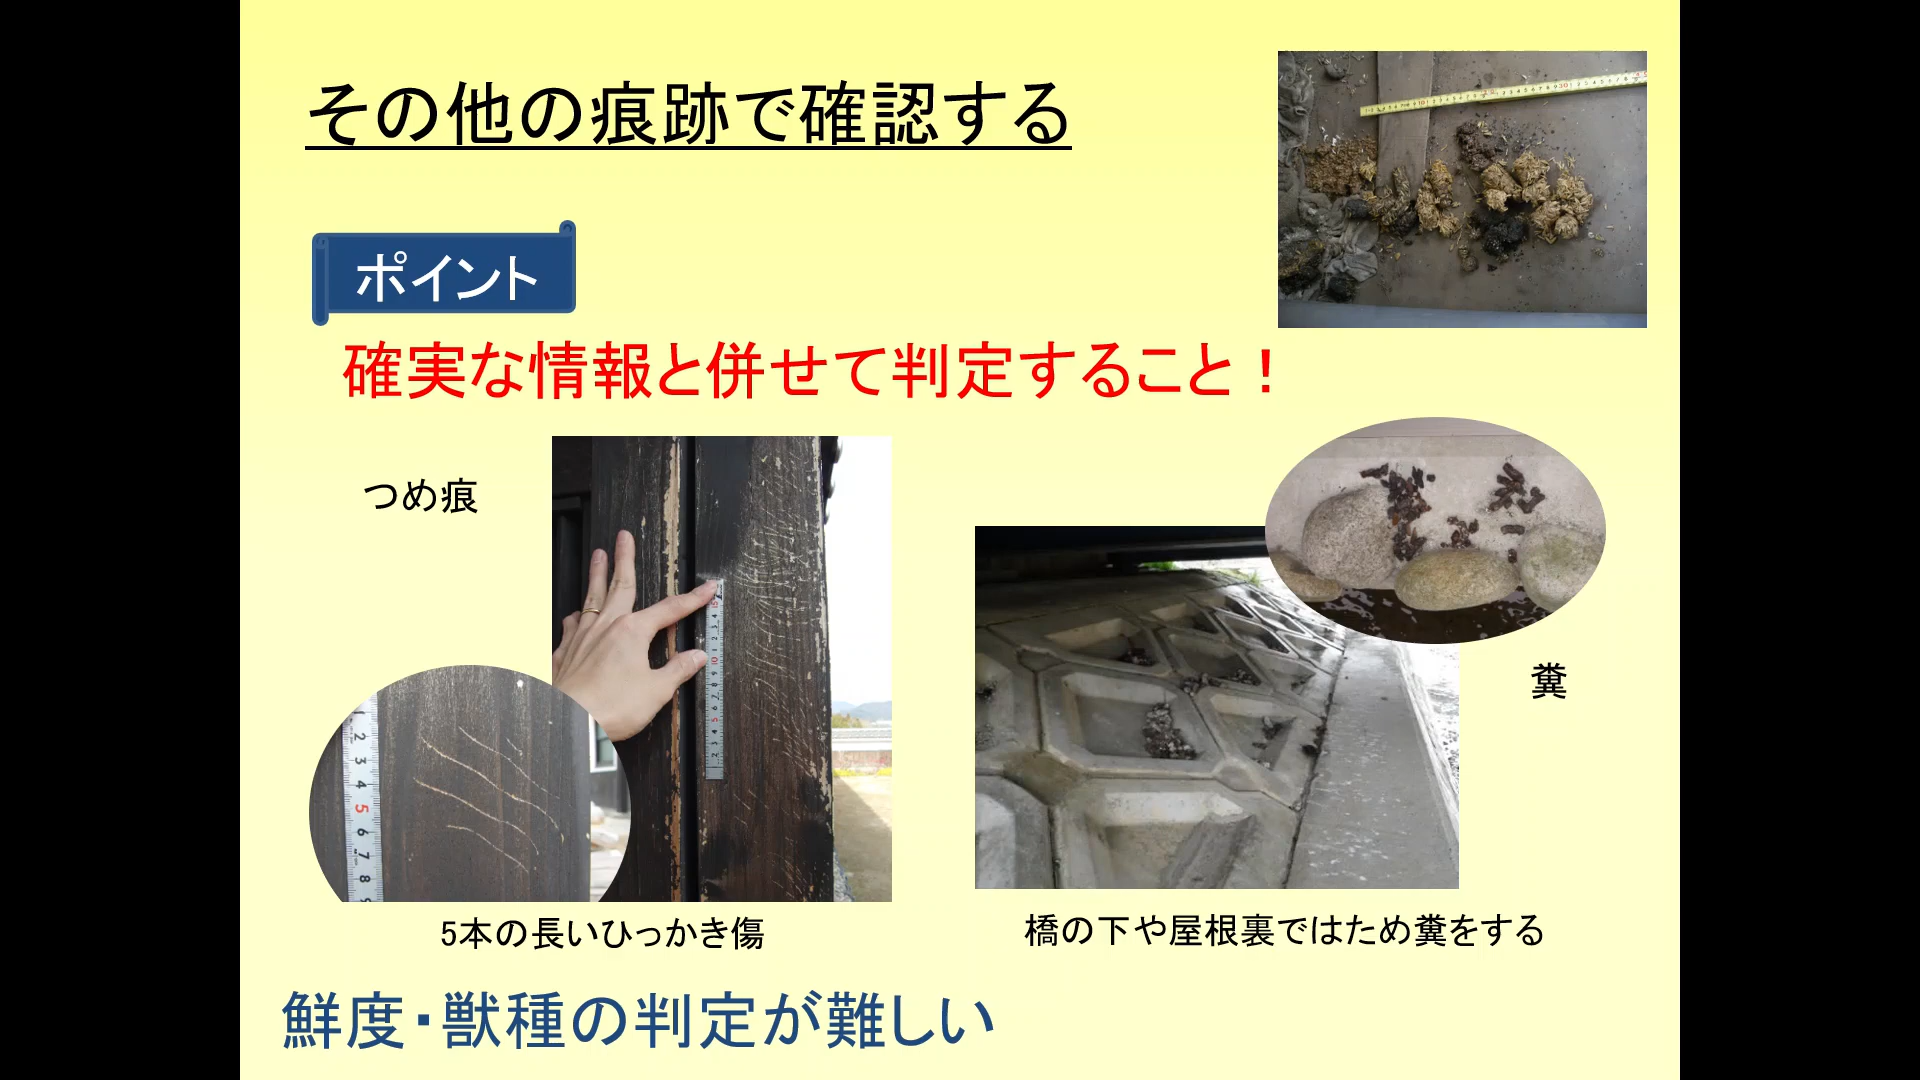 その他の痕跡で確認する
ポイント
確実な情報と併せて判定すること！
つめ痕
糞
5本の長いひっかき傷
橋の下や屋根裏ではため糞をする
鮮度・獣種の判定が難しい